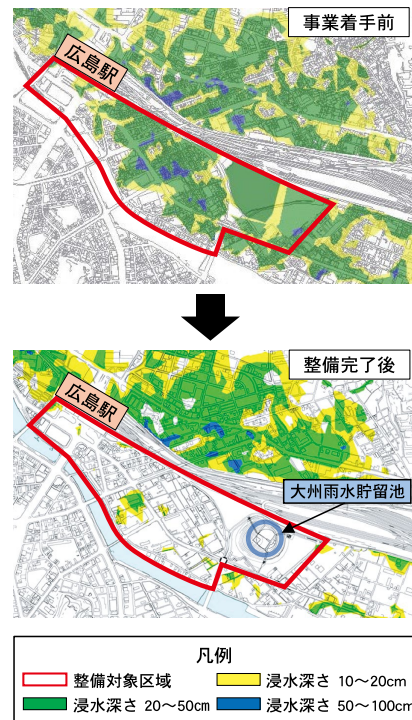 事業着手前
広島駅
整備完了後
広島駅
大州雨水貯留池
凡例
整備対象区域
浸水深さ 10～20cm
浸水深さ 20～50cm
浸水深さ 50～100cm